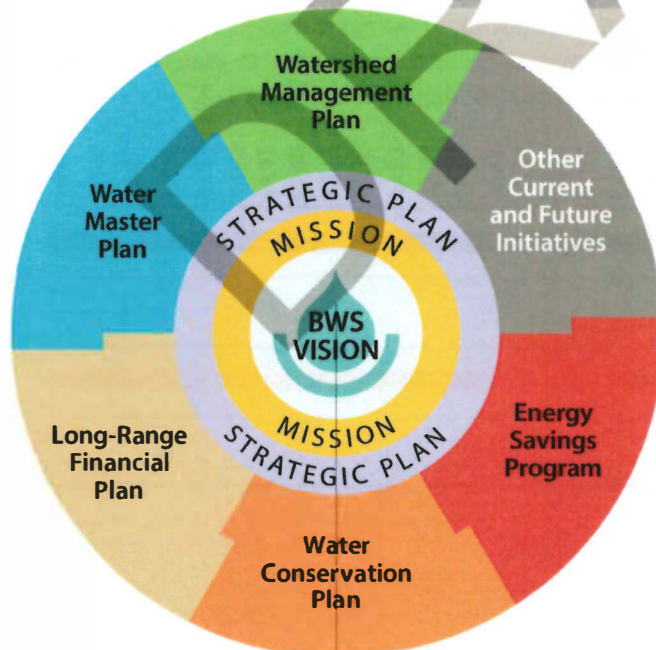 Watershed
Management
Plan
Other
Current
and Future
Initiatives
Water
Master
Plan
STRATEGIC PLAN
MISSION
BWS
VISION
MISSION
STRATEGIC PLAN
Energy
Savings
Program
Long-Range
Financial
Plan
Water
Conservation
Plan